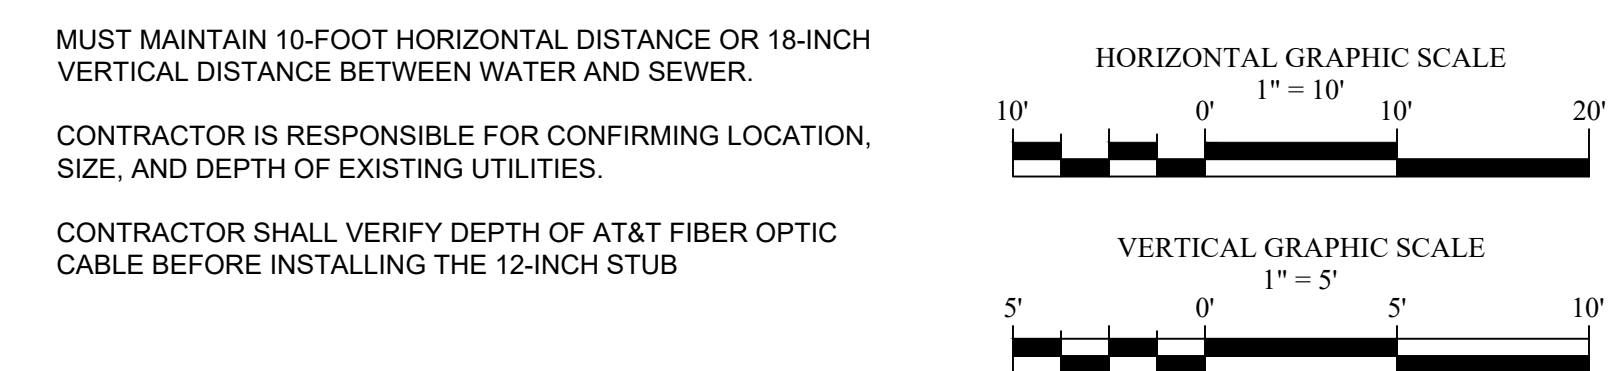 MUST MAINTAIN 10-FOOT HORIZONTAL DISTANCE OR 18-INCH
VERTICAL DISTANCE BETWEEN WATER AND SEWER.
CONTRACTOR IS RESPONSIBLE FOR CONFIRMING LOCATION,
SIZE, AND DEPTH OF EXISTING UTILITIES.
CONTRACTOR SHALL VERIFY DEPTH OF AT&T FIBER OPTIC
CABLE BEFORE INSTALLING THE 12-INCH STUB
HORIZONTAL GRAPHIC SCALE
1" = 10'
10' 0' 10' 20'
VERTICAL GRAPHIC SCALE
1" = 5'
5' 0' 5' 10'